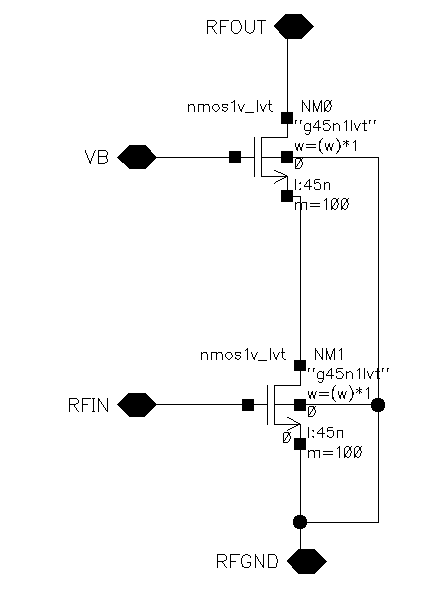 RFOUT
nmos1v_lvt NM0
"g45n1lvt"
w=(w)*1
0
l:45n
m=100
VB
nmos1v_lvt NM1
"g45n1lvt"
w=(w)*1
0
0 l:45n
m=100
RFIN
RFGND